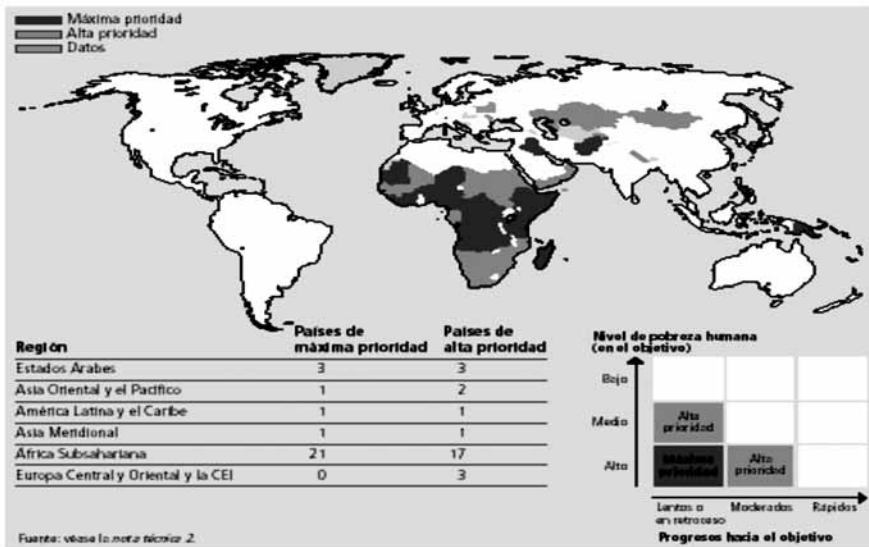 Máxima prioridad
Alta prioridad
Datos
Región Países de máxima prioridad Países de alta prioridad
Estados Árabes 3 3
Asia Oriental y el Pacífico 1 2
América Latina y el Caribe 1 1
Asia Meridional 1 1
África Subsahariana 21 17
Europa Central y Oriental y la CEI 0 3
Fuente: véase la nota técnica 2.
Nivel de pobreza humana
(en el objetivo)
Bajo
Medio
Alta
prioridad
Alto
Máxima
prioridad
Alta
prioridad
Lentos o
en retroceso
Moderados
Rápidos
Progresos hacia el objetivo